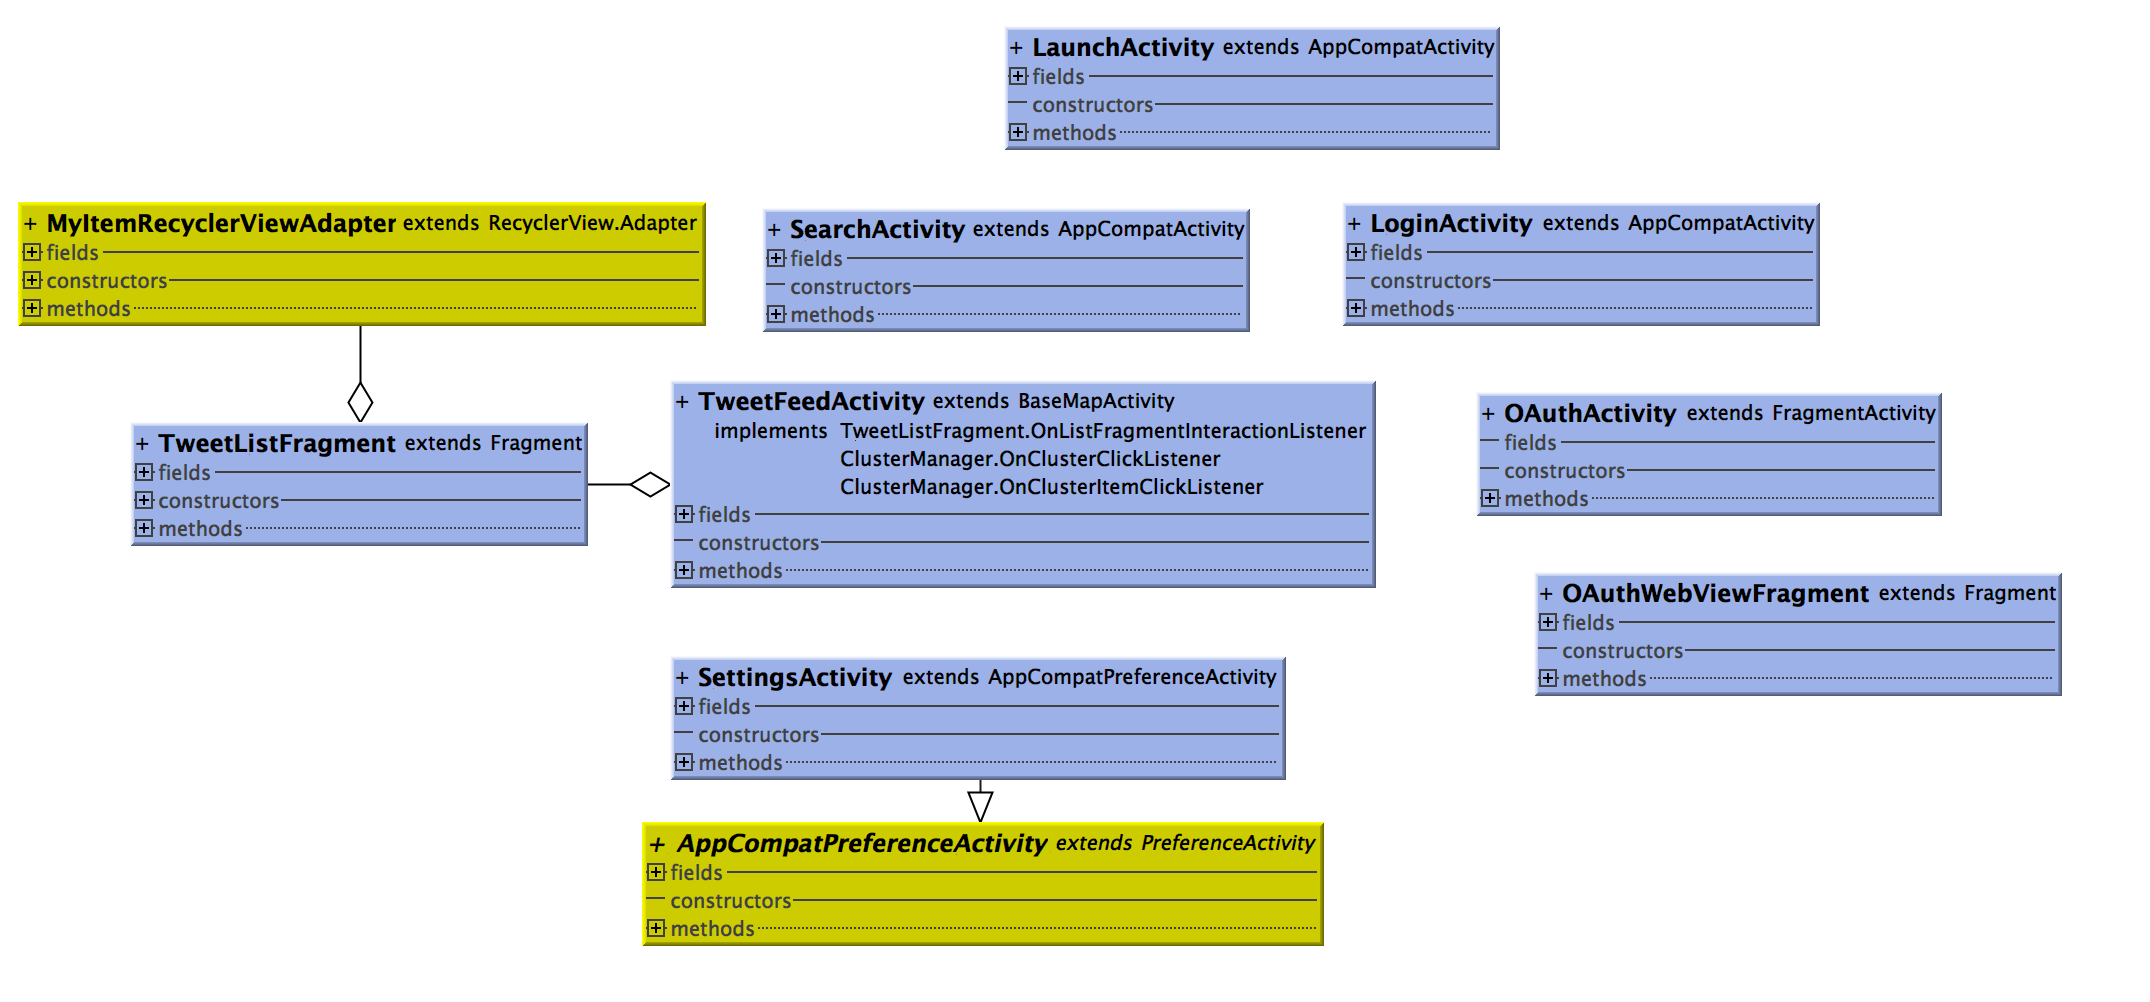 + LaunchActivity extends AppCompatActivity
fields
constructors
methods
+ MyItemRecyclerViewAdapter extends RecyclerView.Adapter
fields
constructors
methods
+ SearchActivity extends AppCompatActivity
fields
constructors
methods
+ LoginActivity extends AppCompatActivity
fields
constructors
methods
+ TweetListFragment extends Fragment
fields
constructors
methods
+ TweetFeedActivity extends BaseMapActivity
implements TweetListFragment.OnListFragmentInteractionListener
ClusterManager.OnClusterClickListener
ClusterManager.OnClusterItemClickListener
fields
constructors
methods
+ OAuthActivity extends FragmentActivity
fields
constructors
methods
+ OAuthWebViewFragment extends Fragment
fields
constructors
methods
+ SettingsActivity extends AppCompatPreferenceActivity
fields
constructors
methods
+ AppCompatPreferenceActivity extends PreferenceActivity
fields
constructors
methods